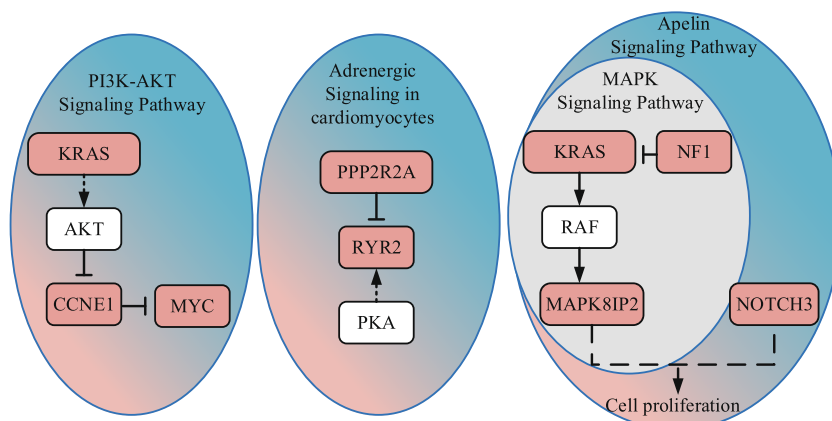 PI3K-AKT
Signaling Pathway
KRAS
AKT
CCNE1
MYC
Adrenergic
Signaling in
cardiomyocytes
PPP2R2A
RYR2
PKA
Apelin
Signaling Pathway
MAPK
Signaling Pathway
KRAS
NF1
RAF
MAPK8IP2
NOTCH3
Cell proliferation